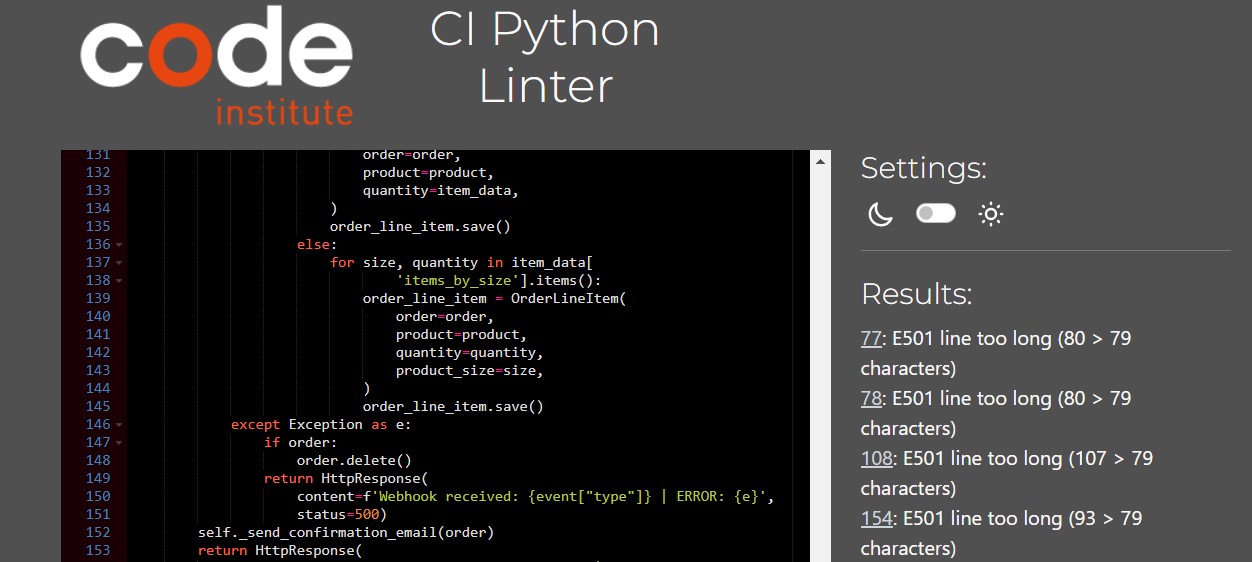 code
institute
CI Python
Linter
131 order=order,
132 product=product,
133 quantity=item_data,
134 )
135 order_line_item.save()
136 else:
137 for size, quantity in item_data[
138 'items_by_size'].items():
139 order_line_item = OrderLineItem(
140 order=order,
141 product=product,
142 quantity=quantity,
143 product_size=size,
144 )
145 order_line_item.save()
146 except Exception as e:
147 if order:
148 order.delete()
149 return HttpResponse(
150 content=f'Webhook received: {event["type"]} | ERROR: {e}',
151 status=500)
152 self._send_confirmation_email(order)
153 return HttpResponse(
Settings:
Results:
77: E501 line too long (80 > 79
characters)
78: E501 line too long (80 > 79
characters)
108: E501 line too long (107 > 79
characters)
154: E501 line too long (93 > 79
characters)